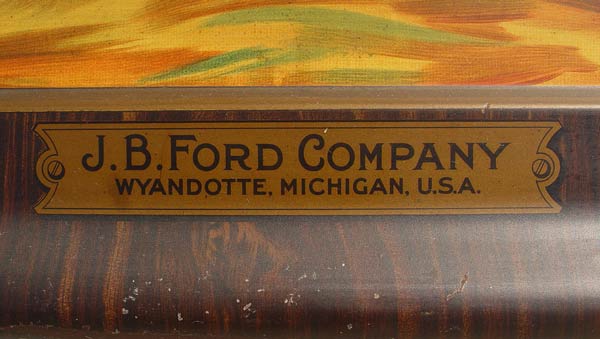 J.B. FORD COMPANY
WYANDOTTE, MICHIGAN, U.S.A.